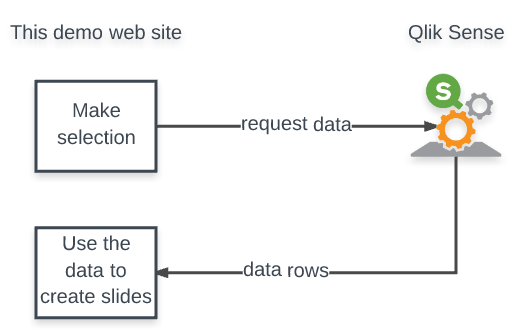 This demo web site
Qlik Sense
Make
selection
request data
S
Use the
data to
create slides
data rows